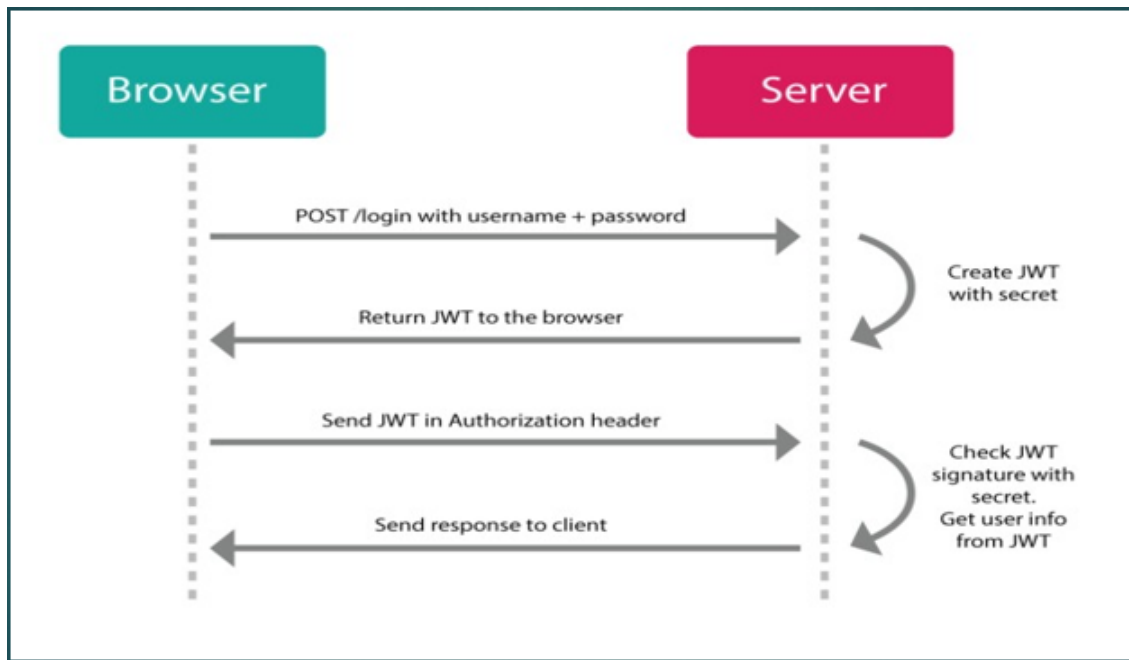 Browser
Server
POST /login with username + password
Create JWT
with secret
Return JWT to the browser
Send JWT in Authorization header
Check JWT
signature with
secret.
Get user info
from JWT
Send response to client